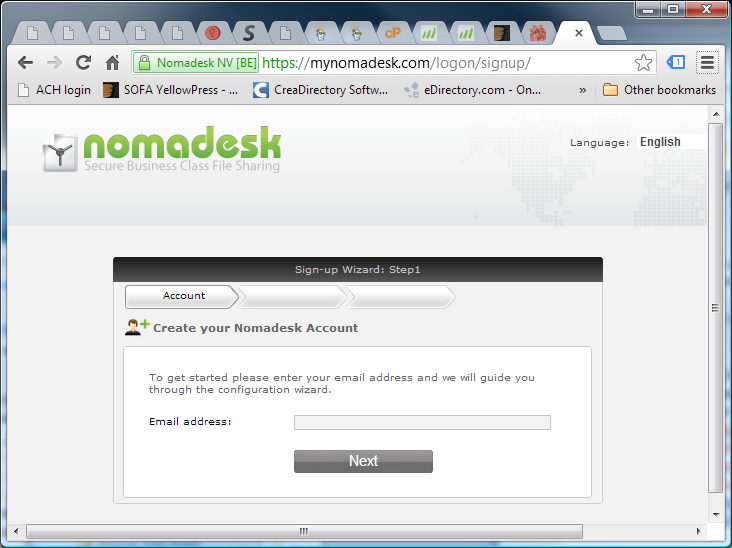 Nomadesk NV [BE] https://mynomadesk.com/logon/signup/
1
ACH login SOFA YellowPress - ... CreaDirectory Softw... eDirectory.com - On... » Other bookmarks
nomadesk
Secure Business Class File Sharing
Language: English
Sign-up Wizard: Step1
Account
Create your Nomadesk Account
To get started please enter your email address and we will guide you
through the configuration wizard.
Email address:
Next